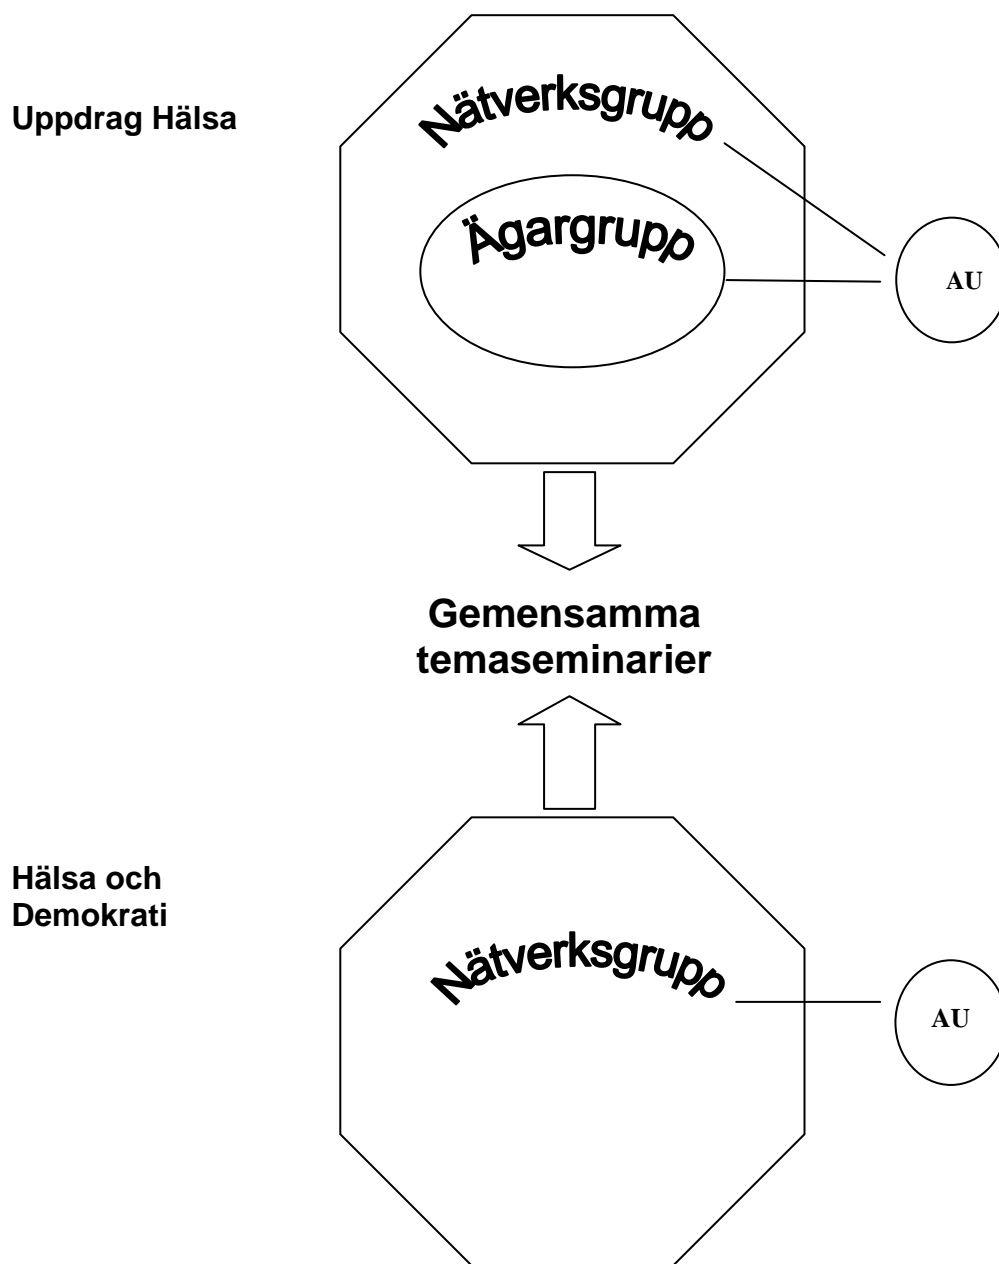 Uppdrag Hälsa
Nätverksgrupp
Ägargrupp
AU
Gemensamma
temaseminarier
Hälsa och
Demokrati
Nätverksgrupp
AU